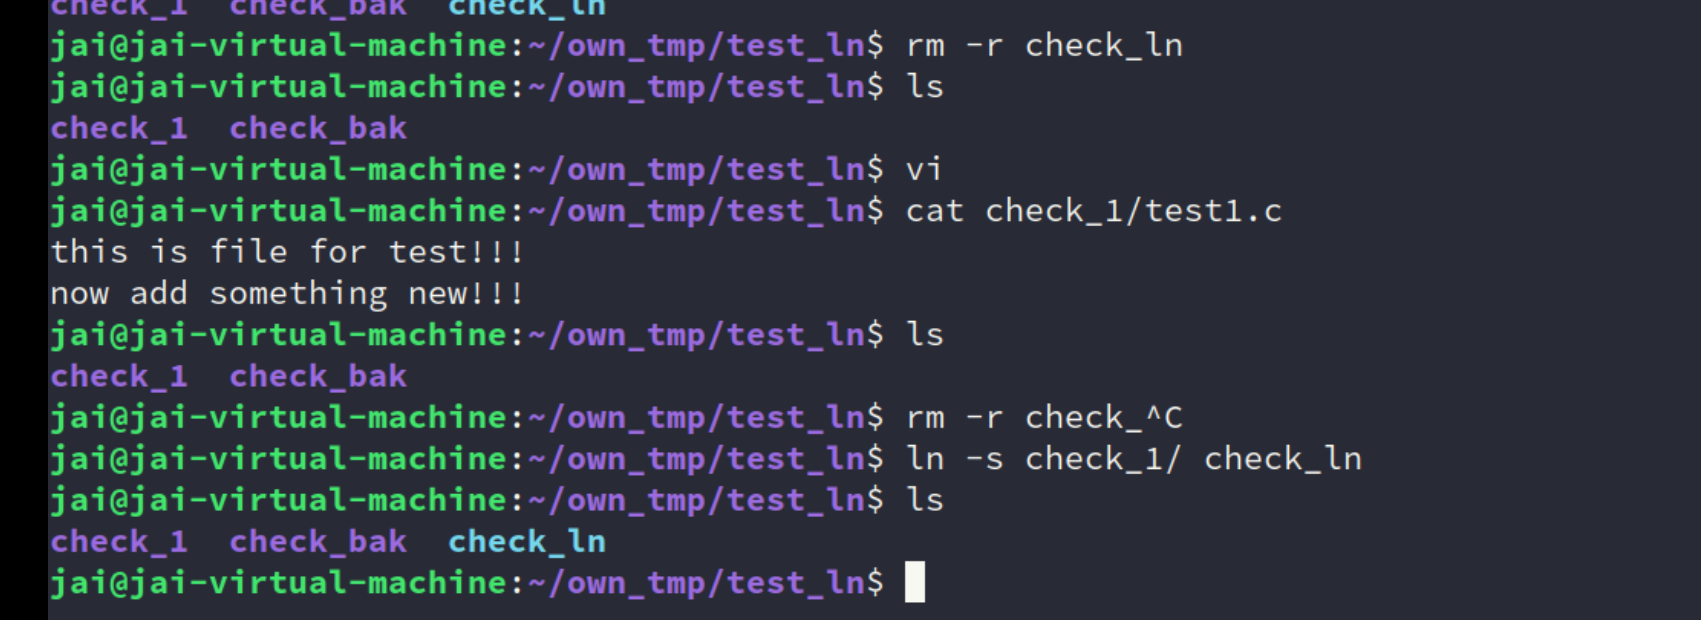 check_1  check_bak  check_ln
jai@jai-virtual-machine:~/own_tmp/test_ln$ rm -r check_ln
jai@jai-virtual-machine:~/own_tmp/test_ln$ ls
check_1  check_bak
jai@jai-virtual-machine:~/own_tmp/test_ln$ vi
jai@jai-virtual-machine:~/own_tmp/test_ln$ cat check_1/test1.c
this is file for test!!!
now add something new!!!
jai@jai-virtual-machine:~/own_tmp/test_ln$ ls
check_1  check_bak
jai@jai-virtual-machine:~/own_tmp/test_ln$ rm -r check_^C
jai@jai-virtual-machine:~/own_tmp/test_ln$ ln -s check_1/ check_ln
jai@jai-virtual-machine:~/own_tmp/test_ln$ ls
check_1  check_bak  check_ln
jai@jai-virtual-machine:~/own_tmp/test_ln$